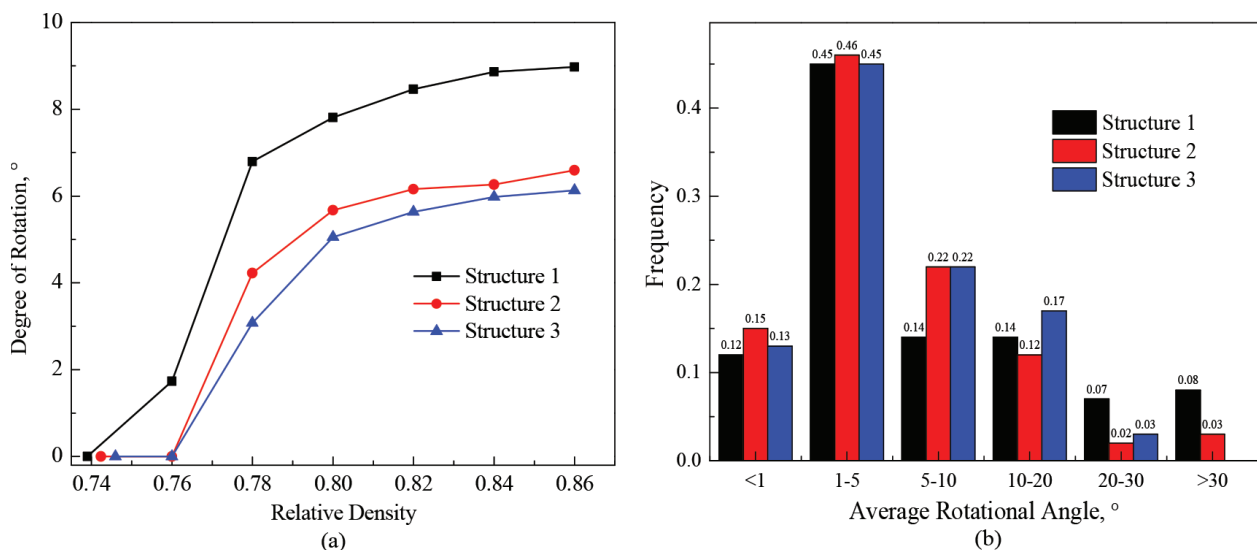 10
8
6
4
2
0
Degree of Rotation, °
0.74 0.76 0.78 0.80 0.82 0.84 0.86
Relative Density
(a)
Structure 1
Structure 2
Structure 3
0.4
0.3
0.2
0.1
0.0
Frequency
0.12 0.15 0.13
0.45 0.46 0.45
0.14 0.22 0.22
0.14 0.12 0.17
0.07 0.02 0.03
0.08 0.03
Structure 1
Structure 2
Structure 3
<1 1-5 5-10 10-20 20-30 >30
Average Rotational Angle, °
(b)